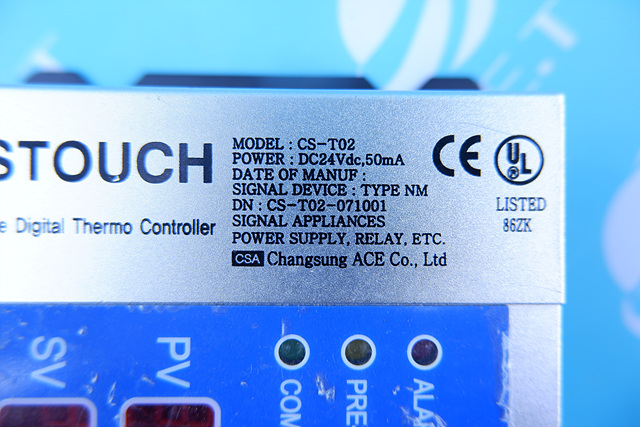 STOUCH
e Digital Thermo Controller
MODEL : CS-T02
POWER : DC24Vdc,50mA
DATE OF MANUF :
SIGNAL DEVICE : TYPE NM
DN : CS-T02-071001
SIGNAL APPLIANCES
POWER SUPPLY, RELAY, ETC.
CSA Changsung ACE Co., Ltd
CE
UL
LISTED
86ZK
SV
PV
COM
PRE
ALA